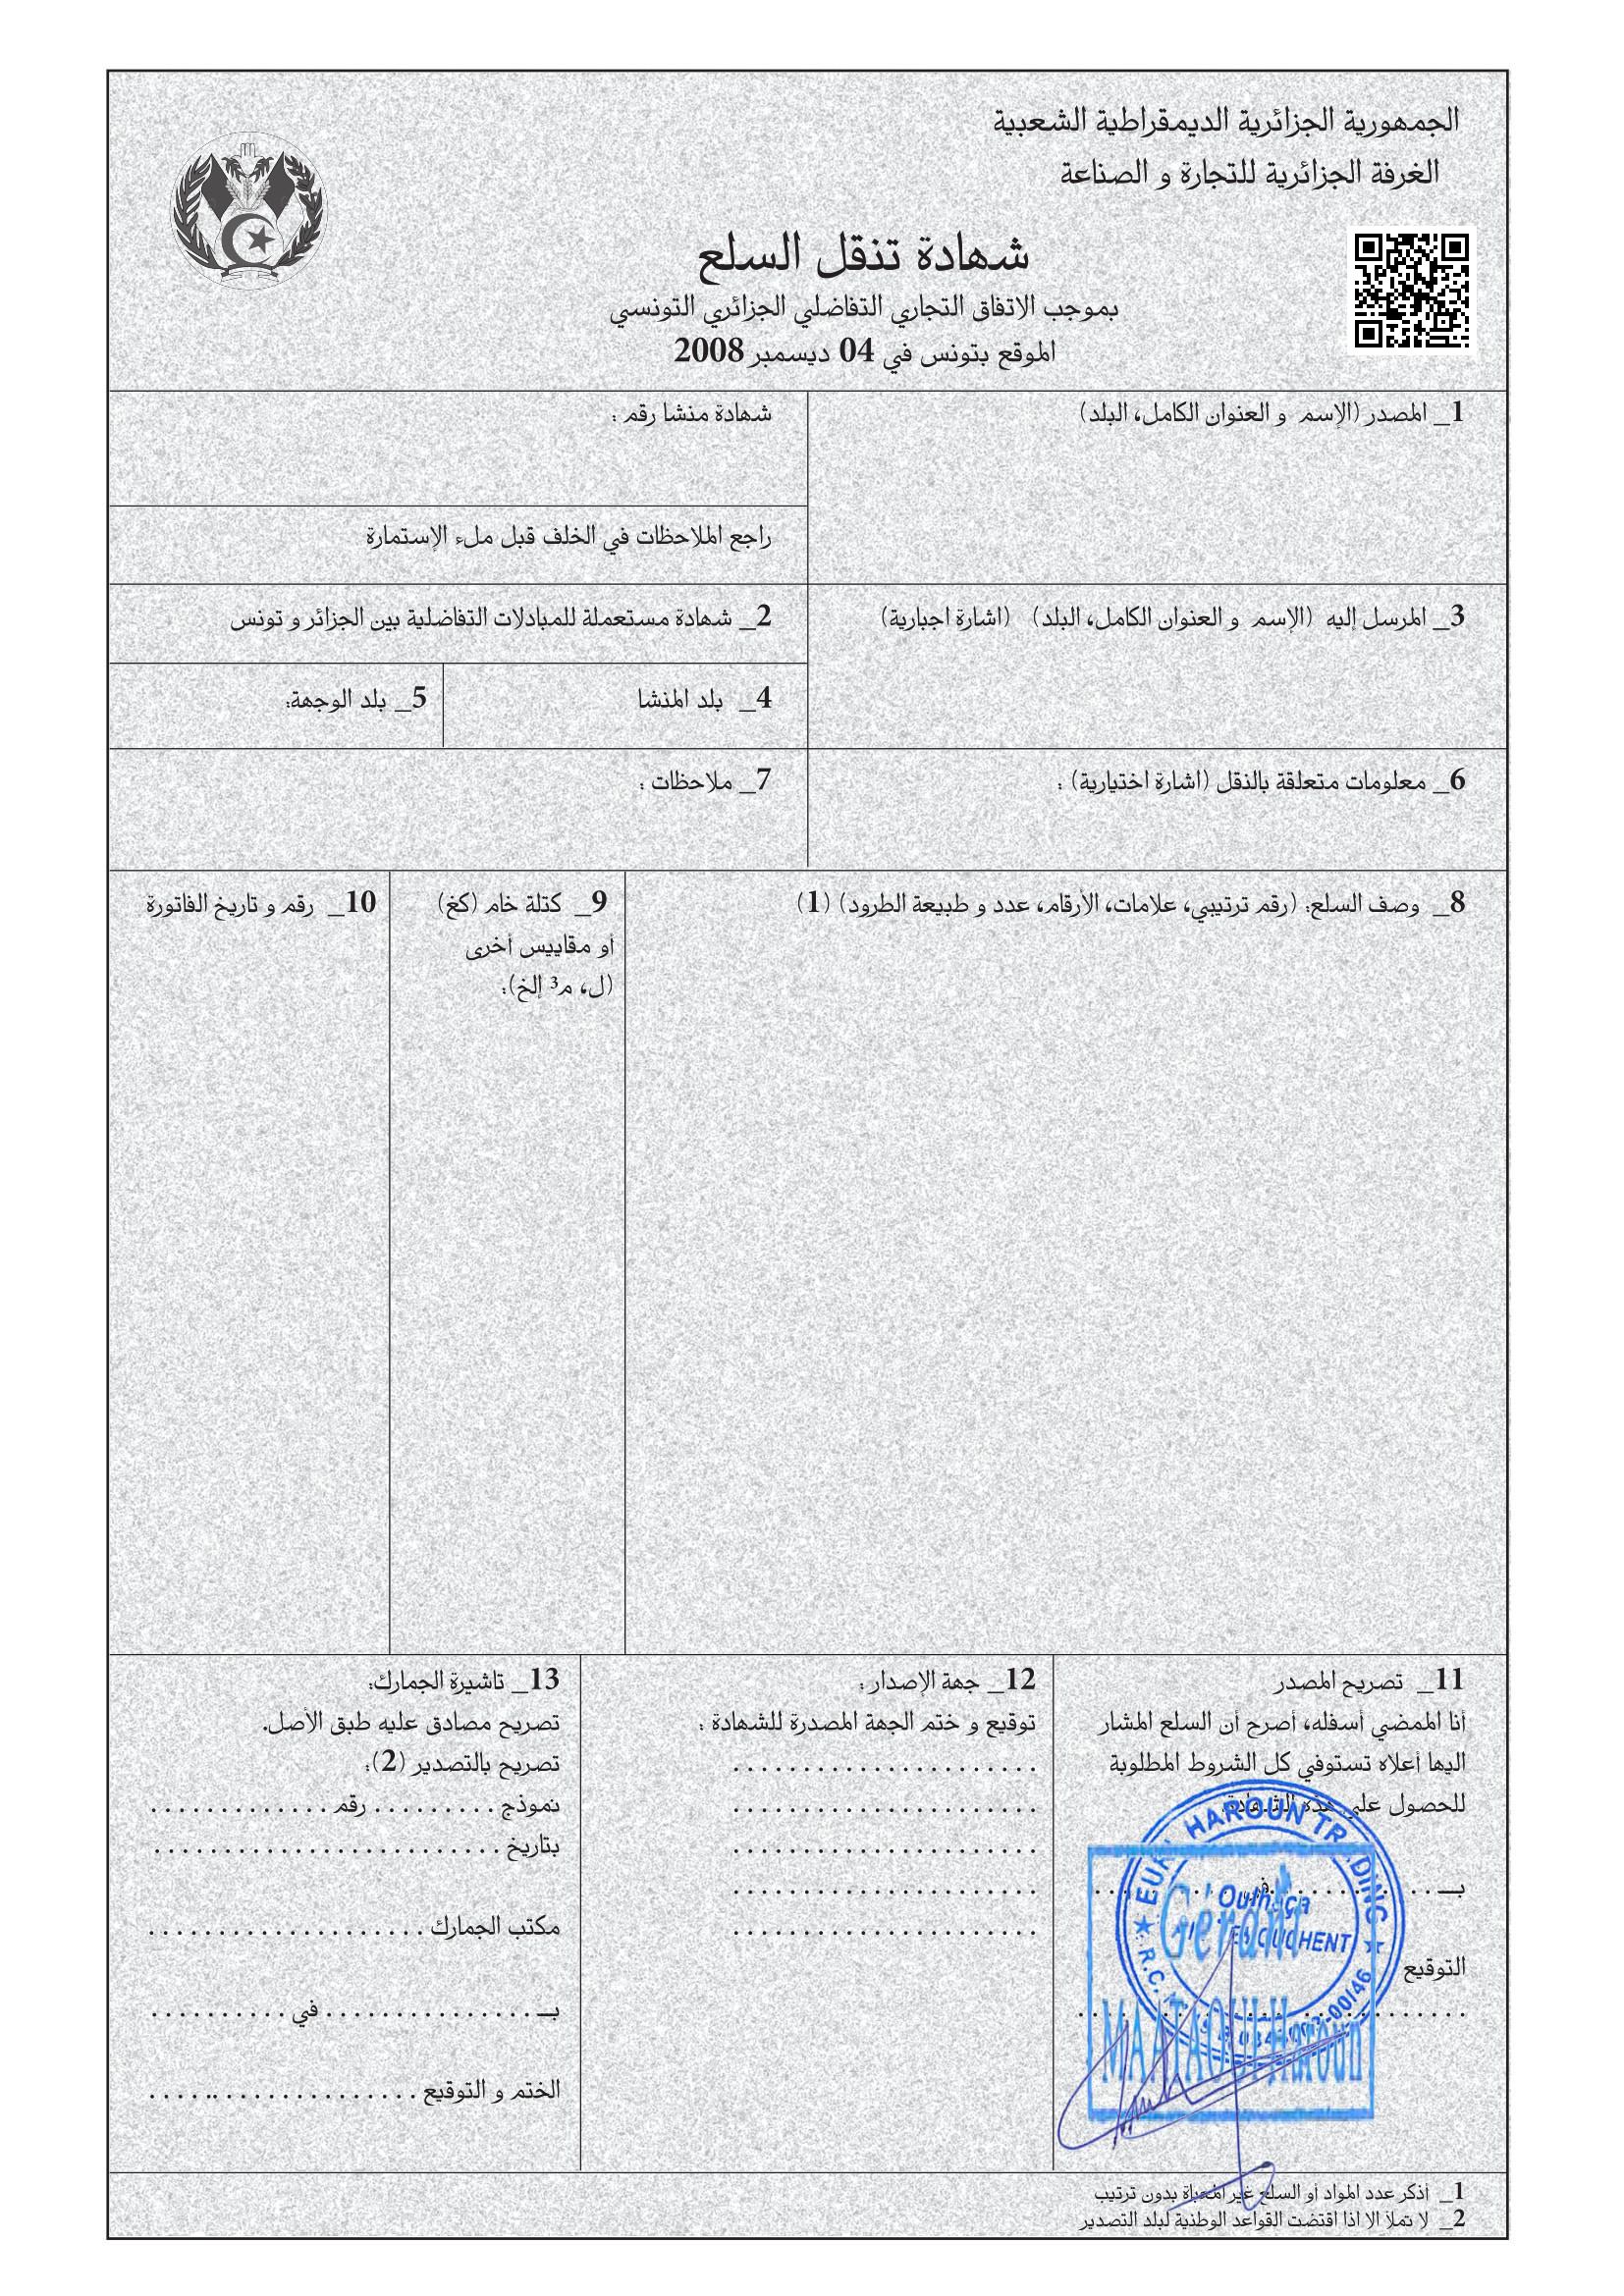 الجمهورية الجزائرية الديمقراطية الشعبية
الغرفة الجزائرية للتجارة و الصناعة
شهادة تنقل السلع
بموجب الاتفاق التجاري التفاضلي الجزائري التونسي
الموقع بتونس في 04 ديسمبر 2008
1_ المصدر (الإسم و العنوان الكامل، البلد)
شهادة منشا رقم :
راجع الملاحظات في الخلف قبل ملء الإستمارة
3_ المرسل إليه (الإسم و العنوان الكامل، البلد) (اشارة اجبارية)
2_ شهادة مستعملة للمبادلات التفاضلية بين الجزائر و تونس
4_ بلد المنشا
5_ بلد الوجهة:
6_ معلومات متعلقة بالنقل (اشارة اختيارية) :
7_ ملاحظات :
8_ وصف السلع: (رقم ترتيبي، علامات، الأرقام، عدد و طبيعة الطرود) (1)
9_ كتلة خام (كغ)
أو مقاييس أخرى
(ل، م³ إلخ):
10_ رقم و تاريخ الفاتورة
11_ تصريح المصدر
أنا الممضي أسفله، أصرح أن السلع المشار
اليها أعلاه تستوفي كل الشروط المطلوبة
للحصول على هذه الشهادة
بـ . . . . . . . . . . في . . . . . . . . . .
التوقيع
. . . . . . . . . . . . . . . . . . . . . . . . . . . .
HAROUN TRADING
Gérant
MAATAOUI Haroun
12_ جهة الإصدار :
توقيع و ختم الجهة المصدرة للشهادة :
. . . . . . . . . . . . . . . . . . . . . .
. . . . . . . . . . . . . . . . . . . . . .
. . . . . . . . . . . . . . . . . . . . . .
. . . . . . . . . . . . . . . . . . . . . .
. . . . . . . . . . . . . . . . . . . . . .
13_ تاشيرة الجمارك:
تصريح مصادق عليه طبق الأصل.
تصريح بالتصدير (2):
نموذج . . . . . . . . . رقم . . . . . . . . . . . . .
بتاريخ . . . . . . . . . . . . . . . . . . . . . . . . .
مكتب الجمارك . . . . . . . . . . . . . . . . . . . .
بـ . . . . . . . . . . . . . . . في . . . . . . . . . .
الختم و التوقيع . . . . . . . . . . . . . . . . . . . .
1_ أذكر عدد المواد أو السلع غير المعباة بدون ترتيب
2_ لا تملأ الا اذا اقتضت القواعد الوطنية لبلد التصدير